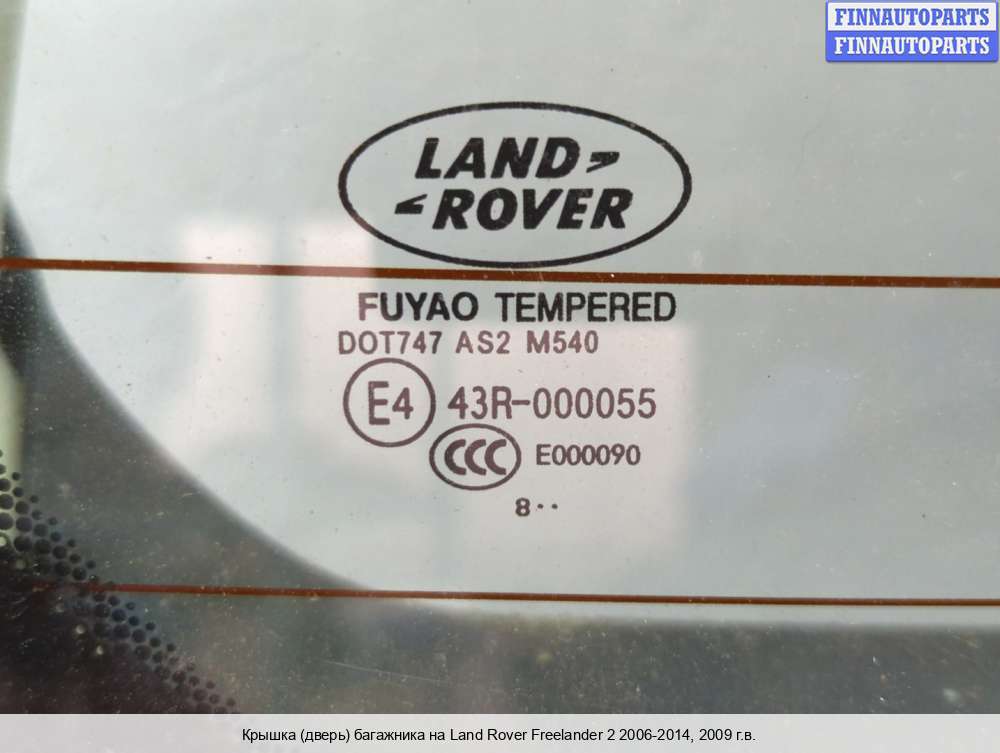 FINNAUTOPARTS
FINNAUTOPARTS
LAND
ROVER
FUYAO TEMPERED
DOT747 AS2 M540
E4 43R-000055
CCC E000090
8··
Крышка (дверь) багажника на Land Rover Freelander 2 2006-2014, 2009 г.в.